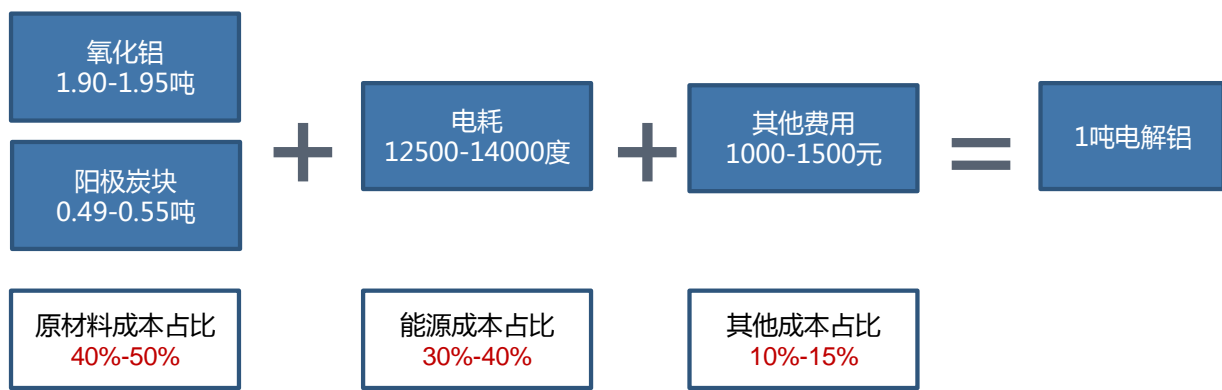 氧化铝
1.90-1.95吨
阳极炭块
0.49-0.55吨
+
电耗
12500-14000度
+
其他费用
1000-1500元
=
1吨电解铝
原材料成本占比
40%-50%
能源成本占比
30%-40%
其他成本占比
10%-15%